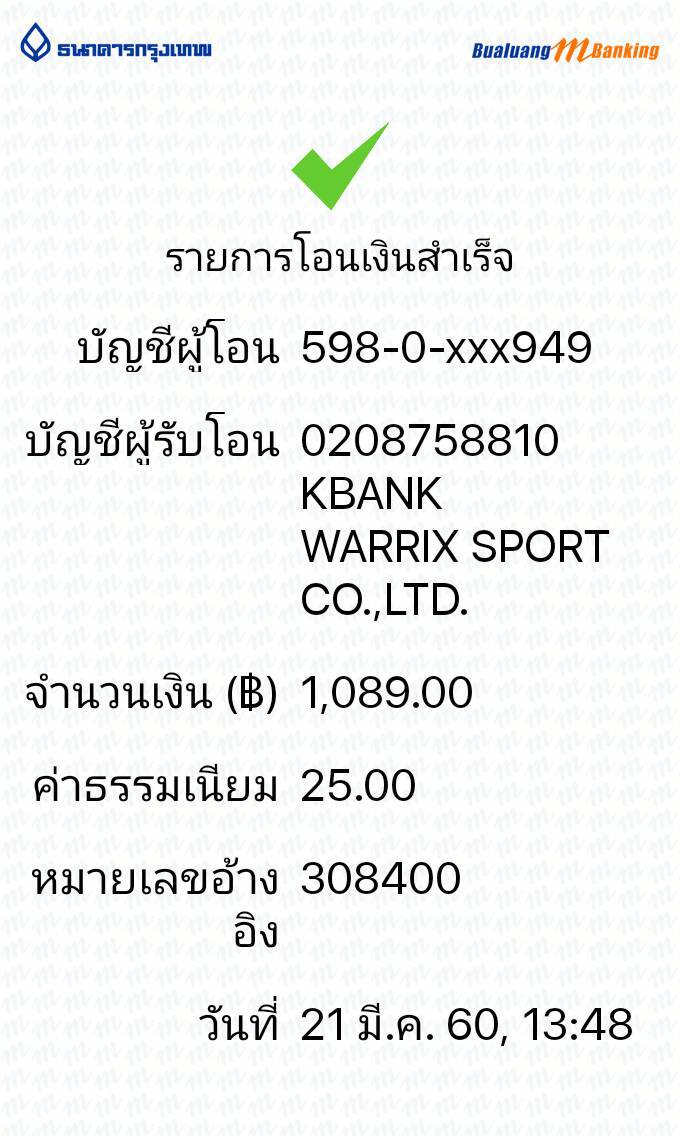 ธนาคารกรุงเทพ Bualuang mBanking
รายการโอนเงินสำเร็จ
บัญชีผู้โอน 598-0-xxx949
บัญชีผู้รับโอน 0208758810
KBANK
WARRIX SPORT
CO.,LTD.
จำนวนเงิน (฿) 1,089.00
ค่าธรรมเนียม 25.00
หมายเลขอ้าง 308400
อิง
วันที่ 21 มี.ค. 60, 13:48